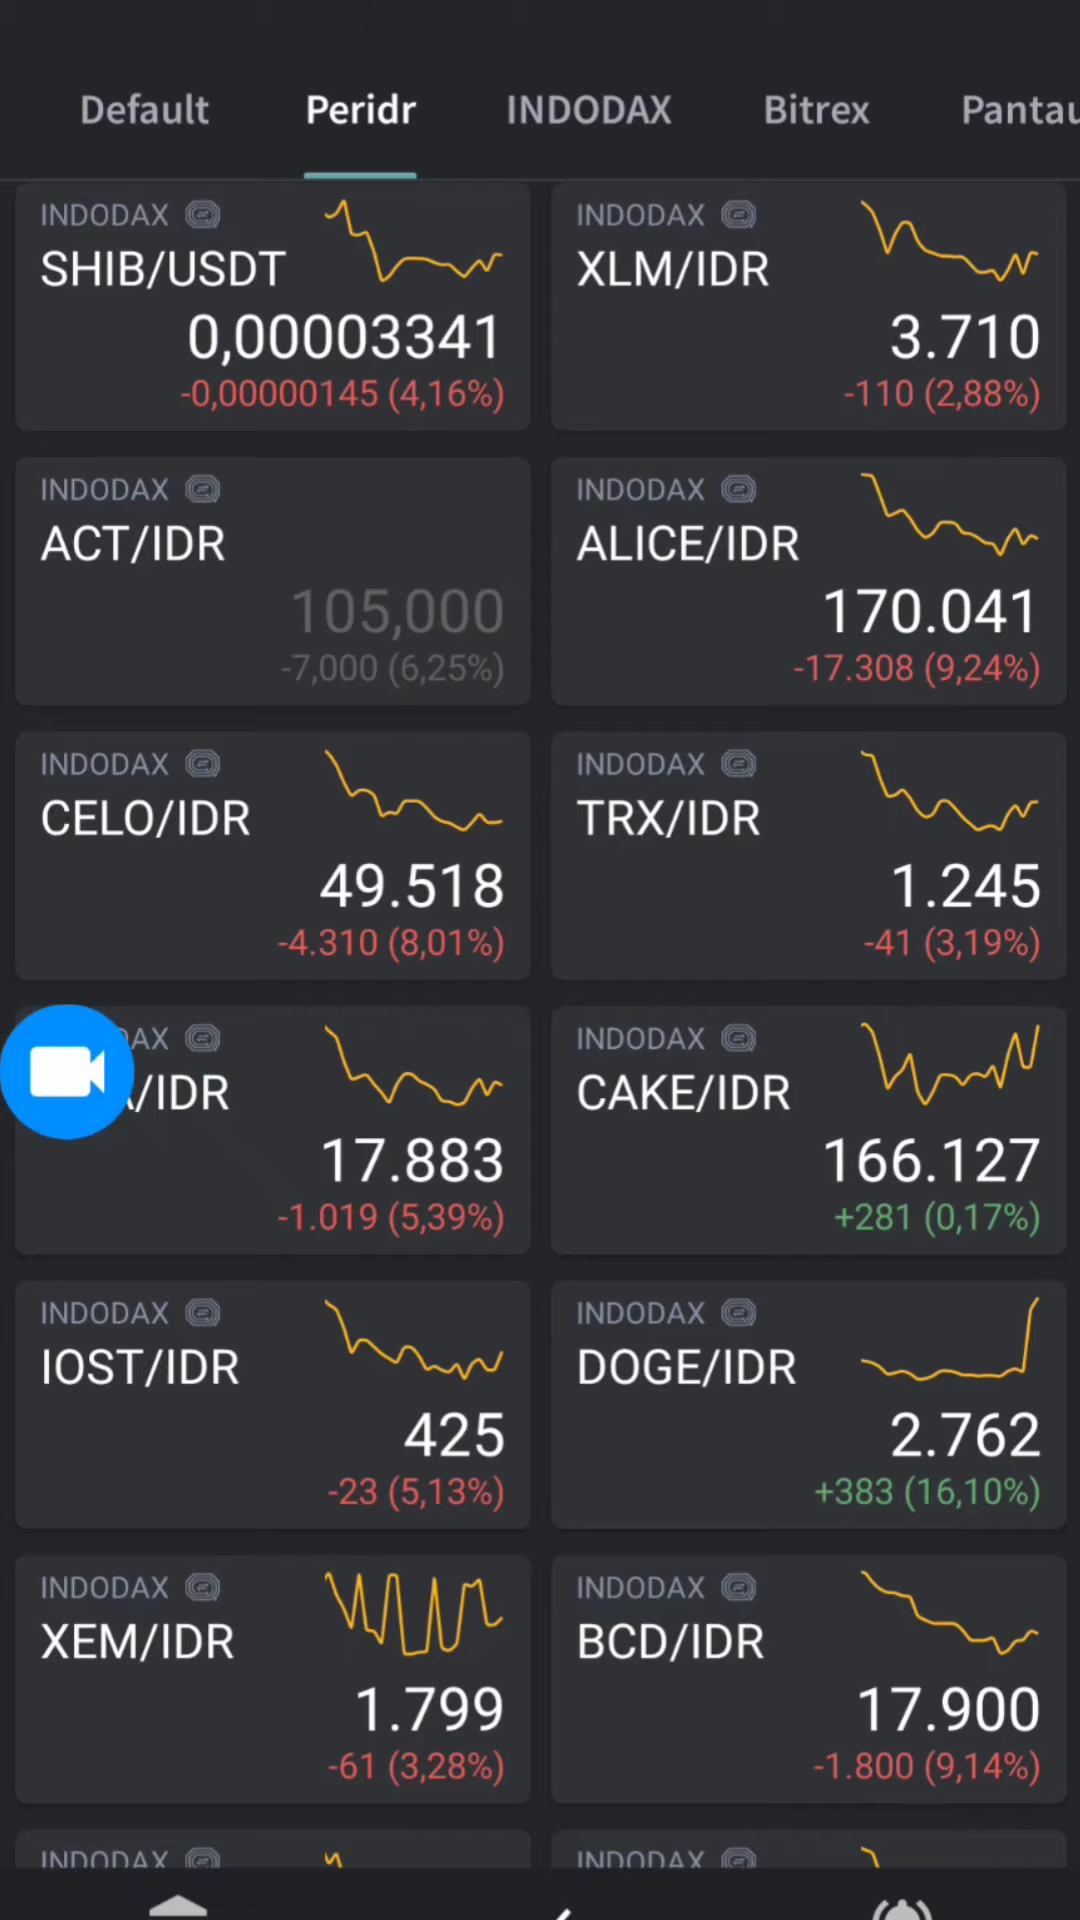 Default Peridr INDODAX Bitrex Pantau
INDODAX
SHIB/USDT
0,00003341
-0,00000145 (4,16%)
INDODAX
XLM/IDR
3.710
-110 (2,88%)
INDODAX
ACT/IDR
105,000
-7,000 (6,25%)
INDODAX
ALICE/IDR
170.041
-17.308 (9,24%)
INDODAX
CELO/IDR
49.518
-4.310 (8,01%)
INDODAX
TRX/IDR
1.245
-41 (3,19%)
AX
/IDR
17.883
-1.019 (5,39%)
INDODAX
CAKE/IDR
166.127
+281 (0,17%)
INDODAX
IOST/IDR
425
-23 (5,13%)
INDODAX
DOGE/IDR
2.762
+383 (16,10%)
INDODAX
XEM/IDR
1.799
-61 (3,28%)
INDODAX
BCD/IDR
17.900
-1.800 (9,14%)
INDODAX
INDODAX